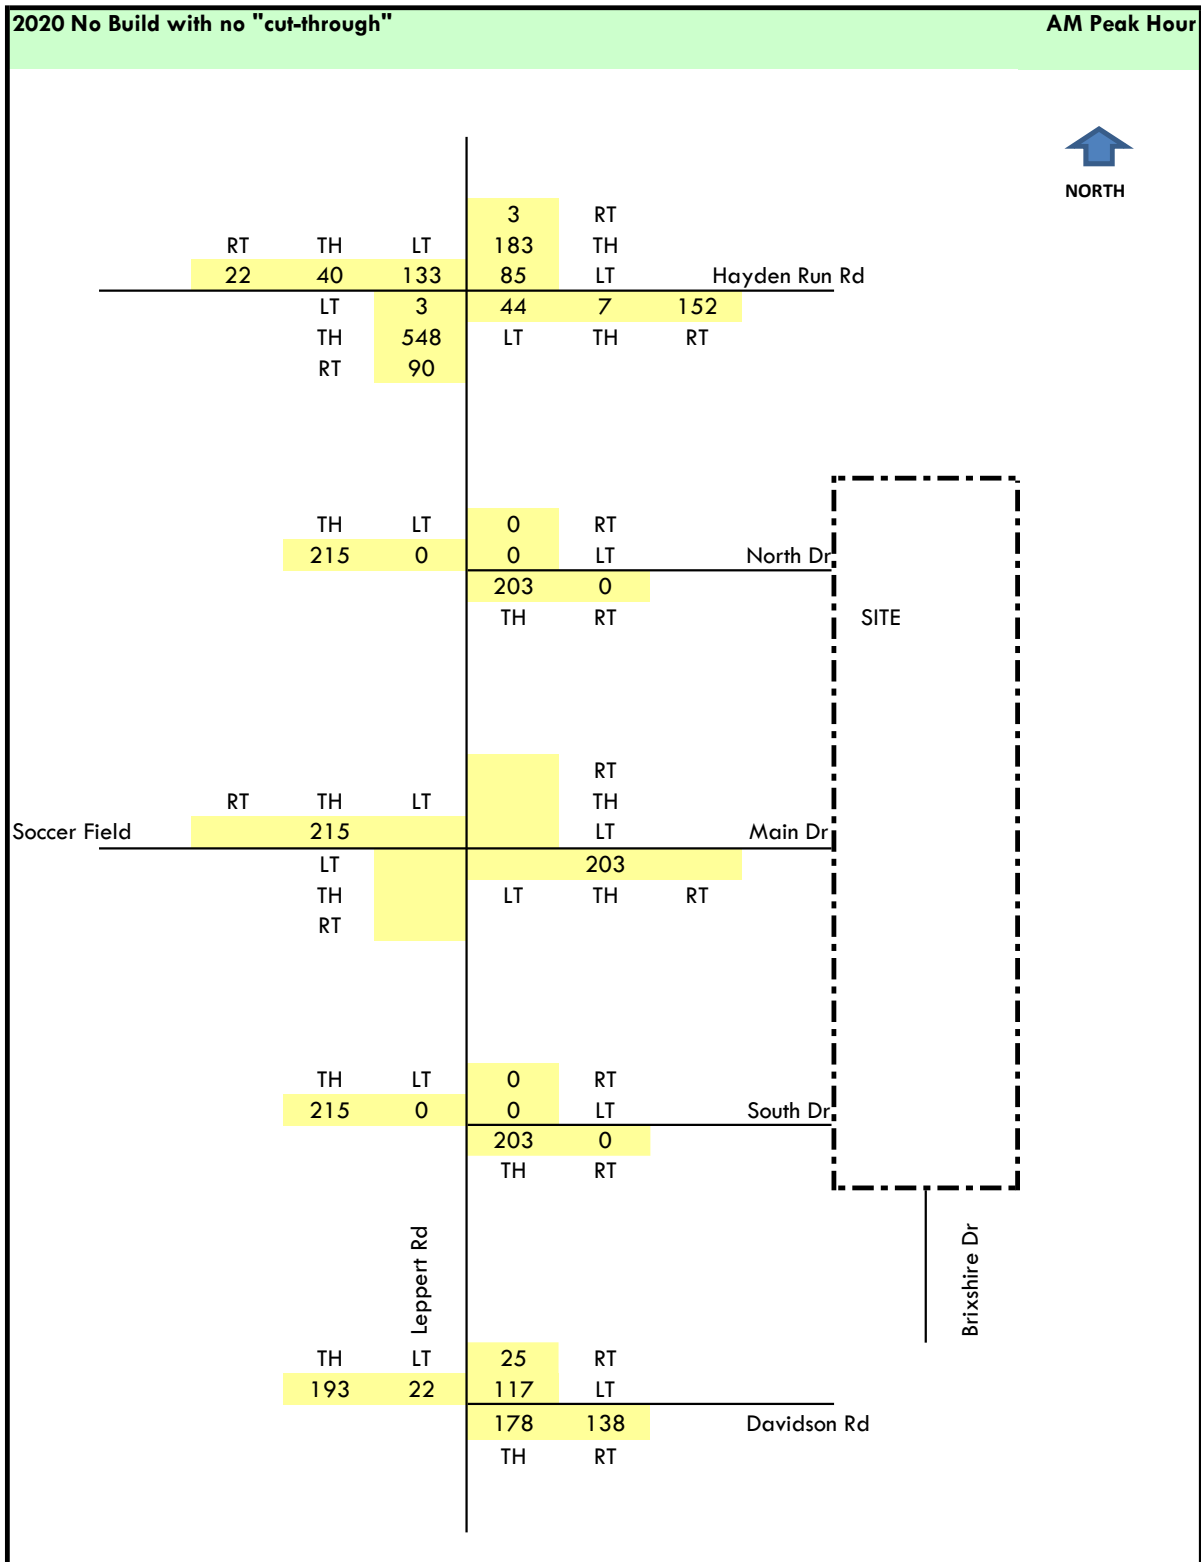 2020 No Build with no "cut-through" AM Peak Hour
NORTH
3 RT
RT TH LT 183 TH
22 40 133 85 LT Hayden Run Rd
LT 3 44 7 152
TH 548 LT TH RT
RT 90
TH LT 0 RT
215 0 0 LT North Dr
203 0
TH RT SITE
RT
RT TH LT TH
Soccer Field 215 LT Main Dr
LT 203
TH LT TH RT
RT
TH LT 0 RT
215 0 0 LT South Dr
203 0
TH RT
Leppert Rd
Brixshire Dr
TH LT 25 RT
193 22 117 LT
178 138 Davidson Rd
TH RT